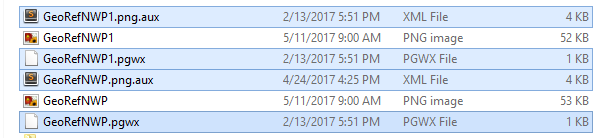 GeoRefNWP1.png.aux 2/13/2017 5:51 PM XML File 4 KB
GeoRefNWP1 5/11/2017 9:00 AM PNG image 52 KB
GeoRefNWP1.pgwx 2/13/2017 5:51 PM PGWX File 1 KB
GeoRefNWP.png.aux 4/24/2017 4:25 PM XML File 4 KB
GeoRefNWP 5/11/2017 9:00 AM PNG image 53 KB
GeoRefNWP.pgwx 2/13/2017 5:51 PM PGWX File 1 KB